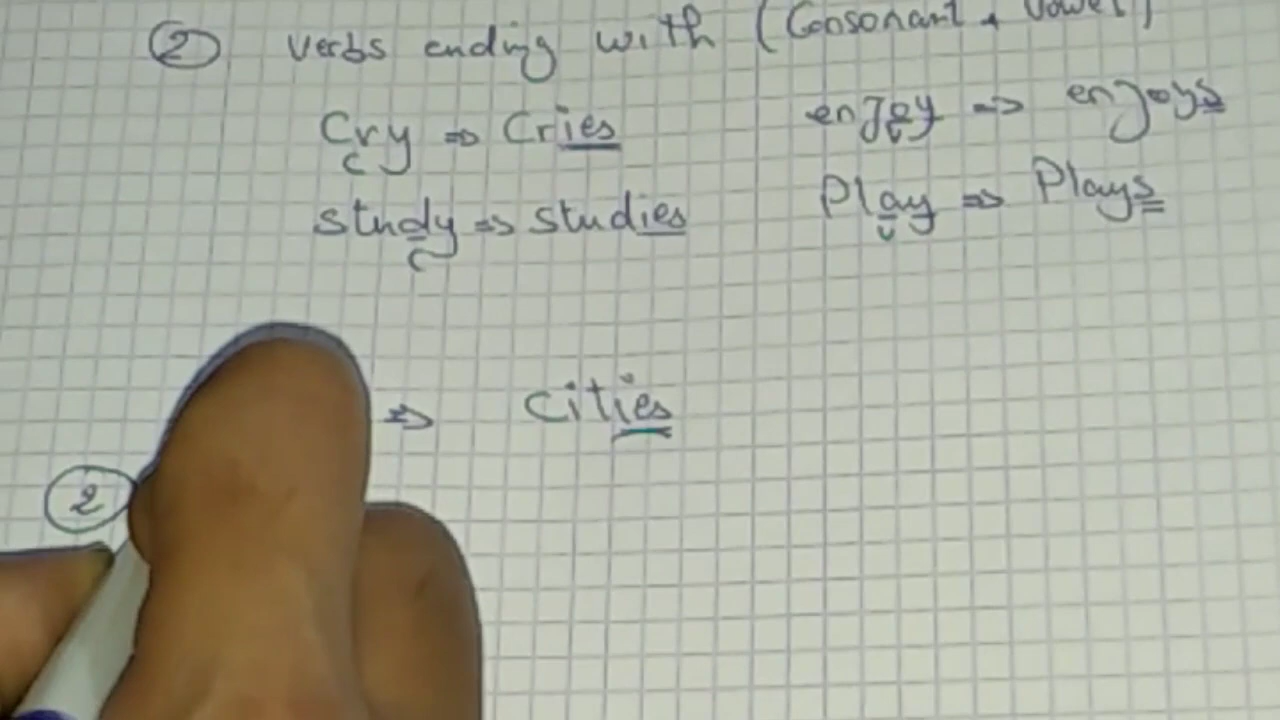 ② verbs ending with (Consonant + Vowel)
Cry => Cries enjoy => enjoys
C
study => studies Play => Plays
C v
=> cities
②